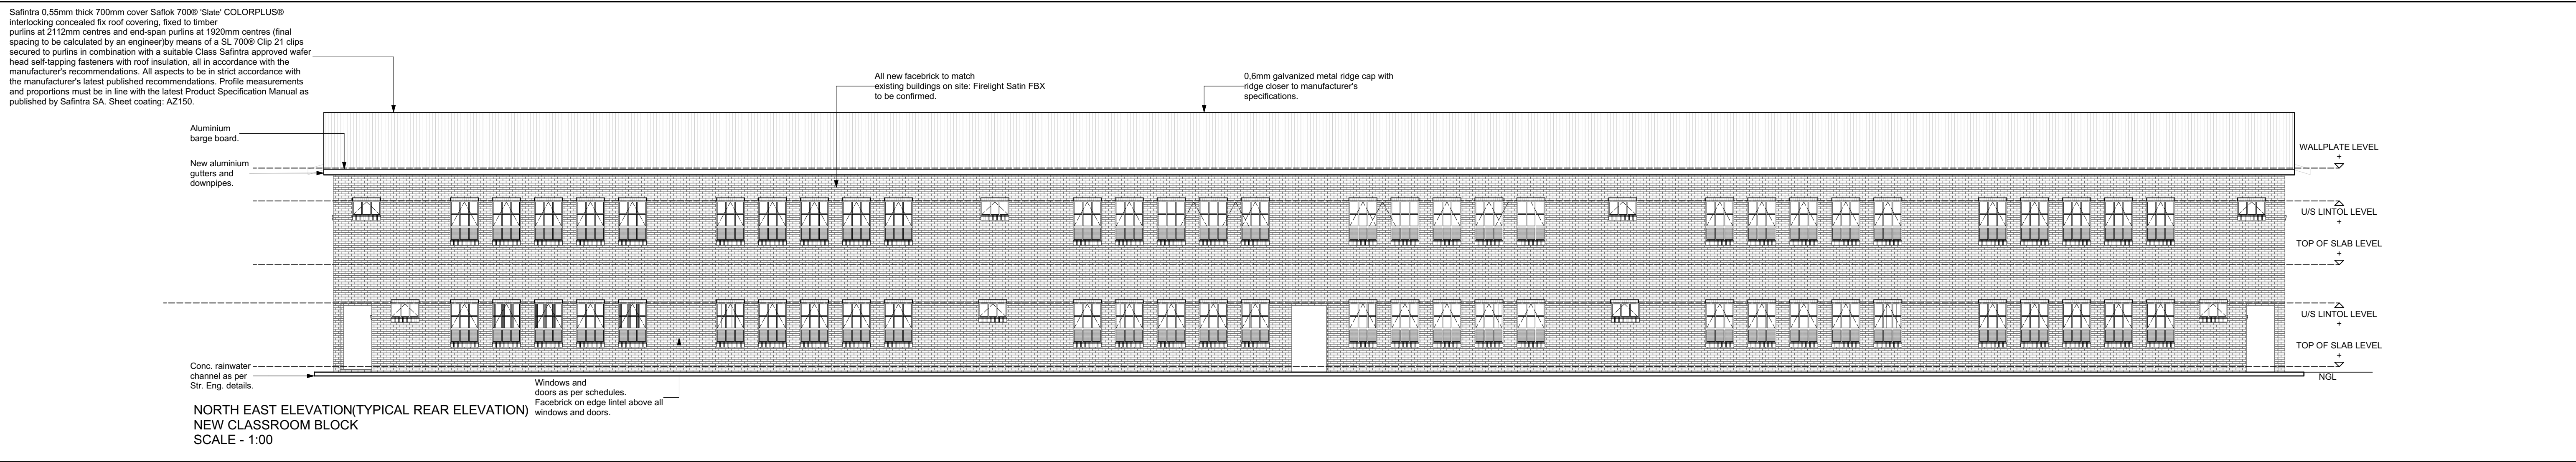 Safintra 0,55mm thick 700mm cover Saflok 700® 'Slate' COLORPLUS®
interlocking concealed fix roof covering, fixed to timber
purlins at 2112mm centres and end-span purlins at 1920mm centres (final
spacing to be calculated by an engineer)by means of a SL 700® Clip 21 clips
secured to purlins in combination with a suitable Class Safintra approved wafer
head self-tapping fasteners with roof insulation, all in accordance with the
manufacturer's recommendations. All aspects to be in strict accordance with
the manufacturer's latest published recommendations. Profile measurements
and proportions must be in line with the latest Product Specification Manual as
published by Safintra SA. Sheet coating: AZ150.
All new facebrick to match
existing buildings on site: Firelight Satin FBX
to be confirmed.
0,6mm galvanized metal ridge cap with
ridge closer to manufacturer's
specifications.
Aluminium
barge board.
New aluminium
gutters and
downpipes.
WALLPLATE LEVEL
+
U/S LINTOL LEVEL
+
TOP OF SLAB LEVEL
+
U/S LINTOL LEVEL
+
TOP OF SLAB LEVEL
+
NGL
Conc. rainwater
channel as per
Str. Eng. details.
Windows and
doors as per schedules.
Facebrick on edge lintel above all
windows and doors.
NORTH EAST ELEVATION(TYPICAL REAR ELEVATION)
NEW CLASSROOM BLOCK
SCALE - 1:00